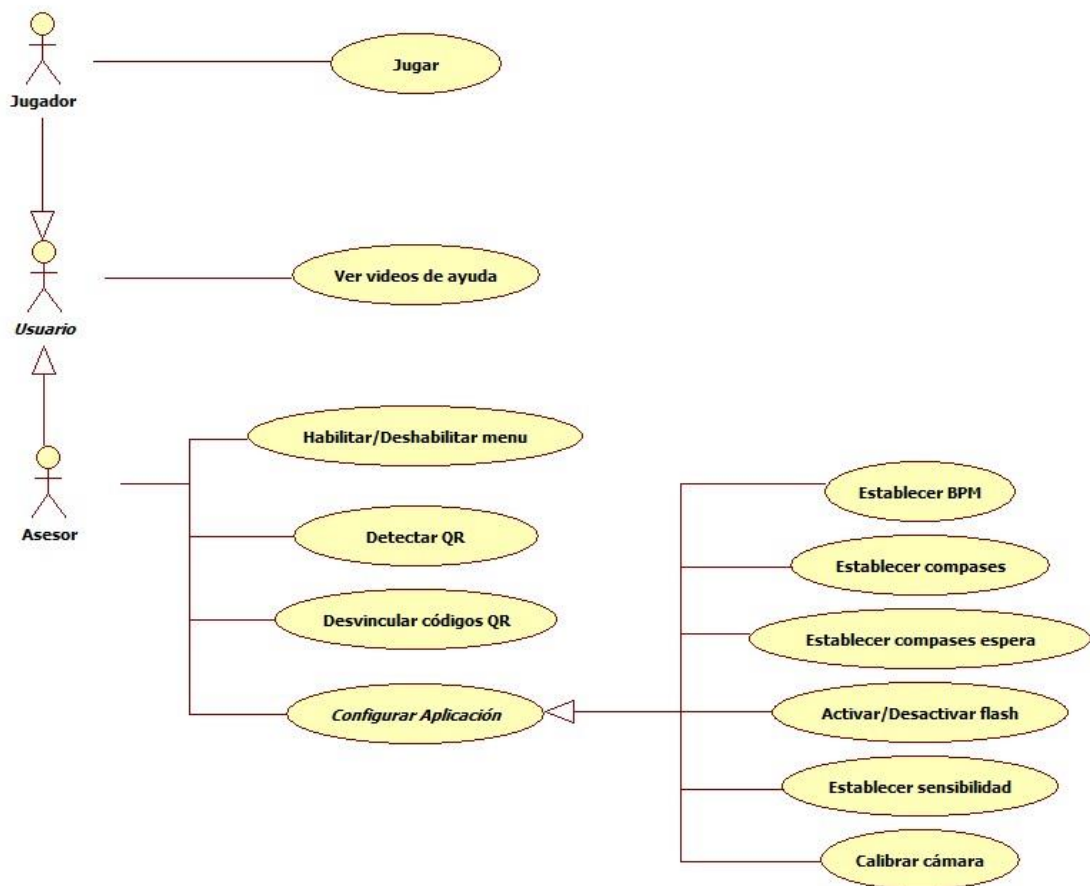 Jugar
Jugador
Ver videos de ayuda
Usuario
Habilitar/Deshabilitar menu
Establecer BPM
Asesor
Detectar QR
Establecer compases
Desvincular códigos QR
Establecer compases espera
Configurar Aplicación
Activar/Desactivar flash
Establecer sensibilidad
Calibrar cámara